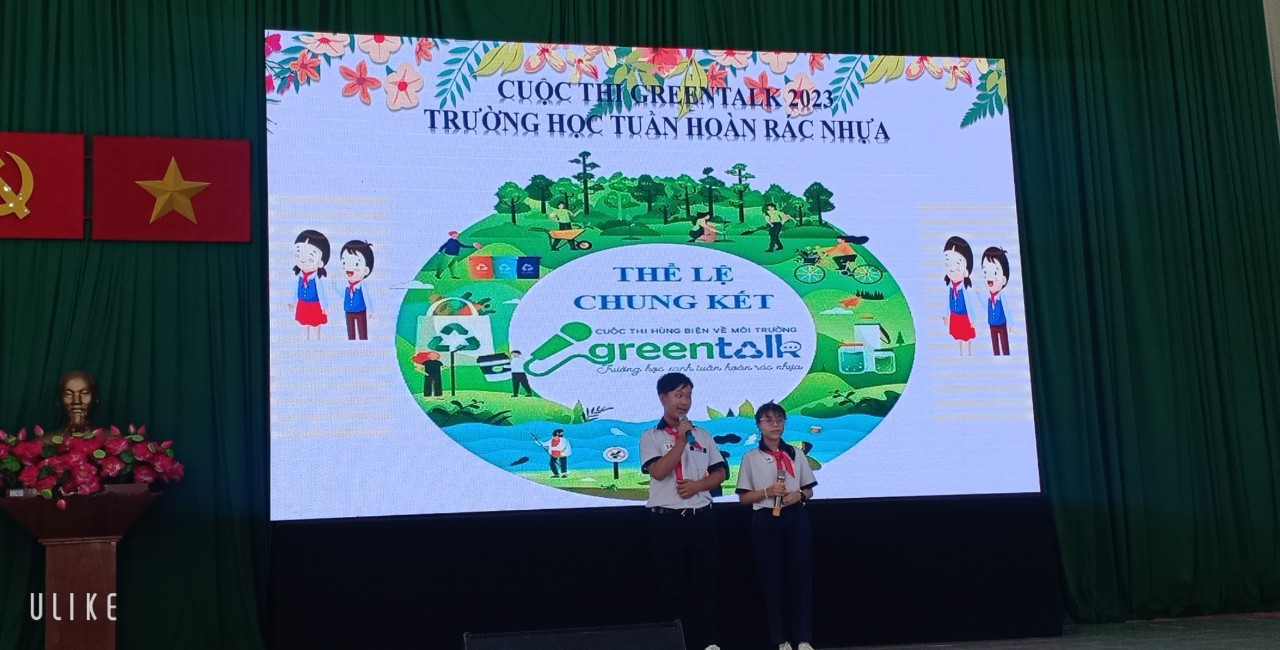 CUỘC THI GREENTALK 2023
TRƯỜNG HỌC TUẦN HOÀN RÁC NHỰA
THỂ LỆ
CHUNG KẾT
CUỘC THI HÙNG BIỆN VỀ MÔI TRƯỜNG
greentalk
Trường học xanh tuần hoàn rác nhựa
ULIKE